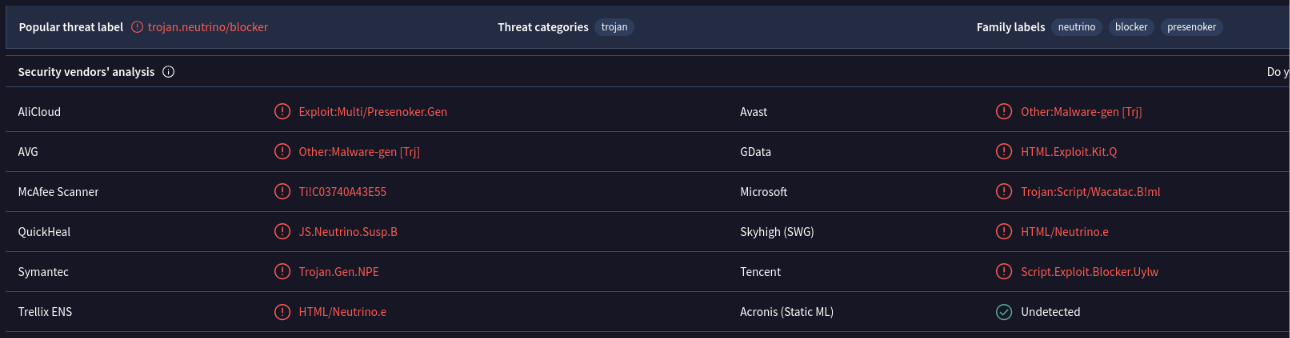 Popular threat label trojan.neutrino/blocker Threat categories trojan Family labels neutrino blocker presenoker
Security vendors' analysis Do y
AliCloud Exploit:Multi/Presenoker.Gen Avast Other:Malware-gen [Trj]
AVG Other:Malware-gen [Trj] GData HTML.Exploit.Kit.Q
McAfee Scanner Ti!C03740A43E55 Microsoft Trojan:Script/Wacatac.B!ml
QuickHeal JS.Neutrino.Susp.B Skyhigh (SWG) HTML/Neutrino.e
Symantec Trojan.Gen.NPE Tencent Script.Exploit.Blocker.Uylw
Trellix ENS HTML/Neutrino.e Acronis (Static ML) Undetected